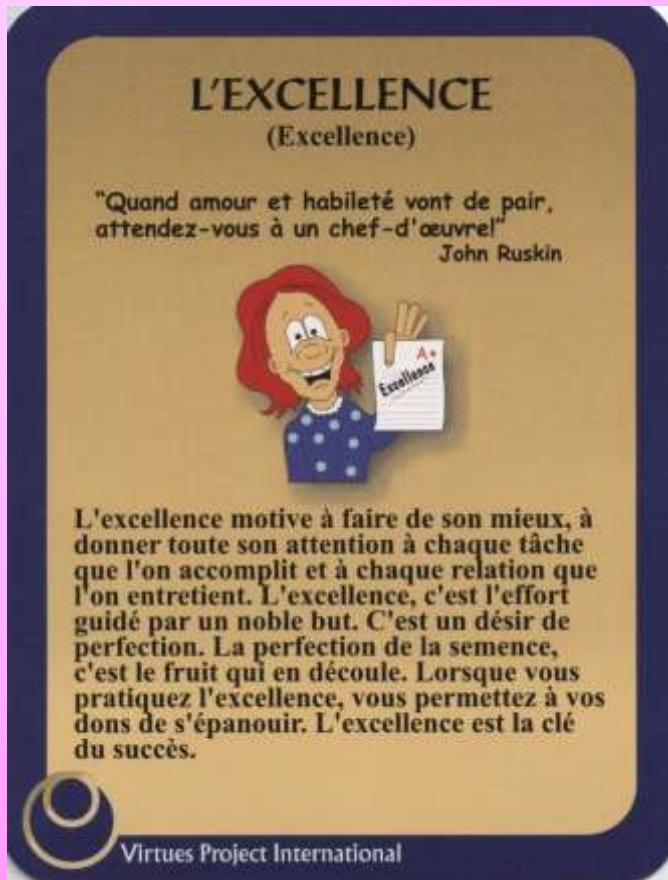 L'EXCELLENCE
(Excellence)
"Quand amour et habileté vont de pair,
attendez-vous à un chef-d'œuvre!"
John Ruskin
A+
Excellence
L'excellence motive à faire de son mieux, à
donner toute son attention à chaque tâche
que l'on accomplit et à chaque relation que
l'on entretient. L'excellence, c'est l'effort
guidé par un noble but. C'est un désir de
perfection. La perfection de la semence,
c'est le fruit qui en découle. Lorsque vous
pratiquez l'excellence, vous permettez à vos
dons de s'épanouir. L'excellence est la clé
du succès.
Virtues Project International